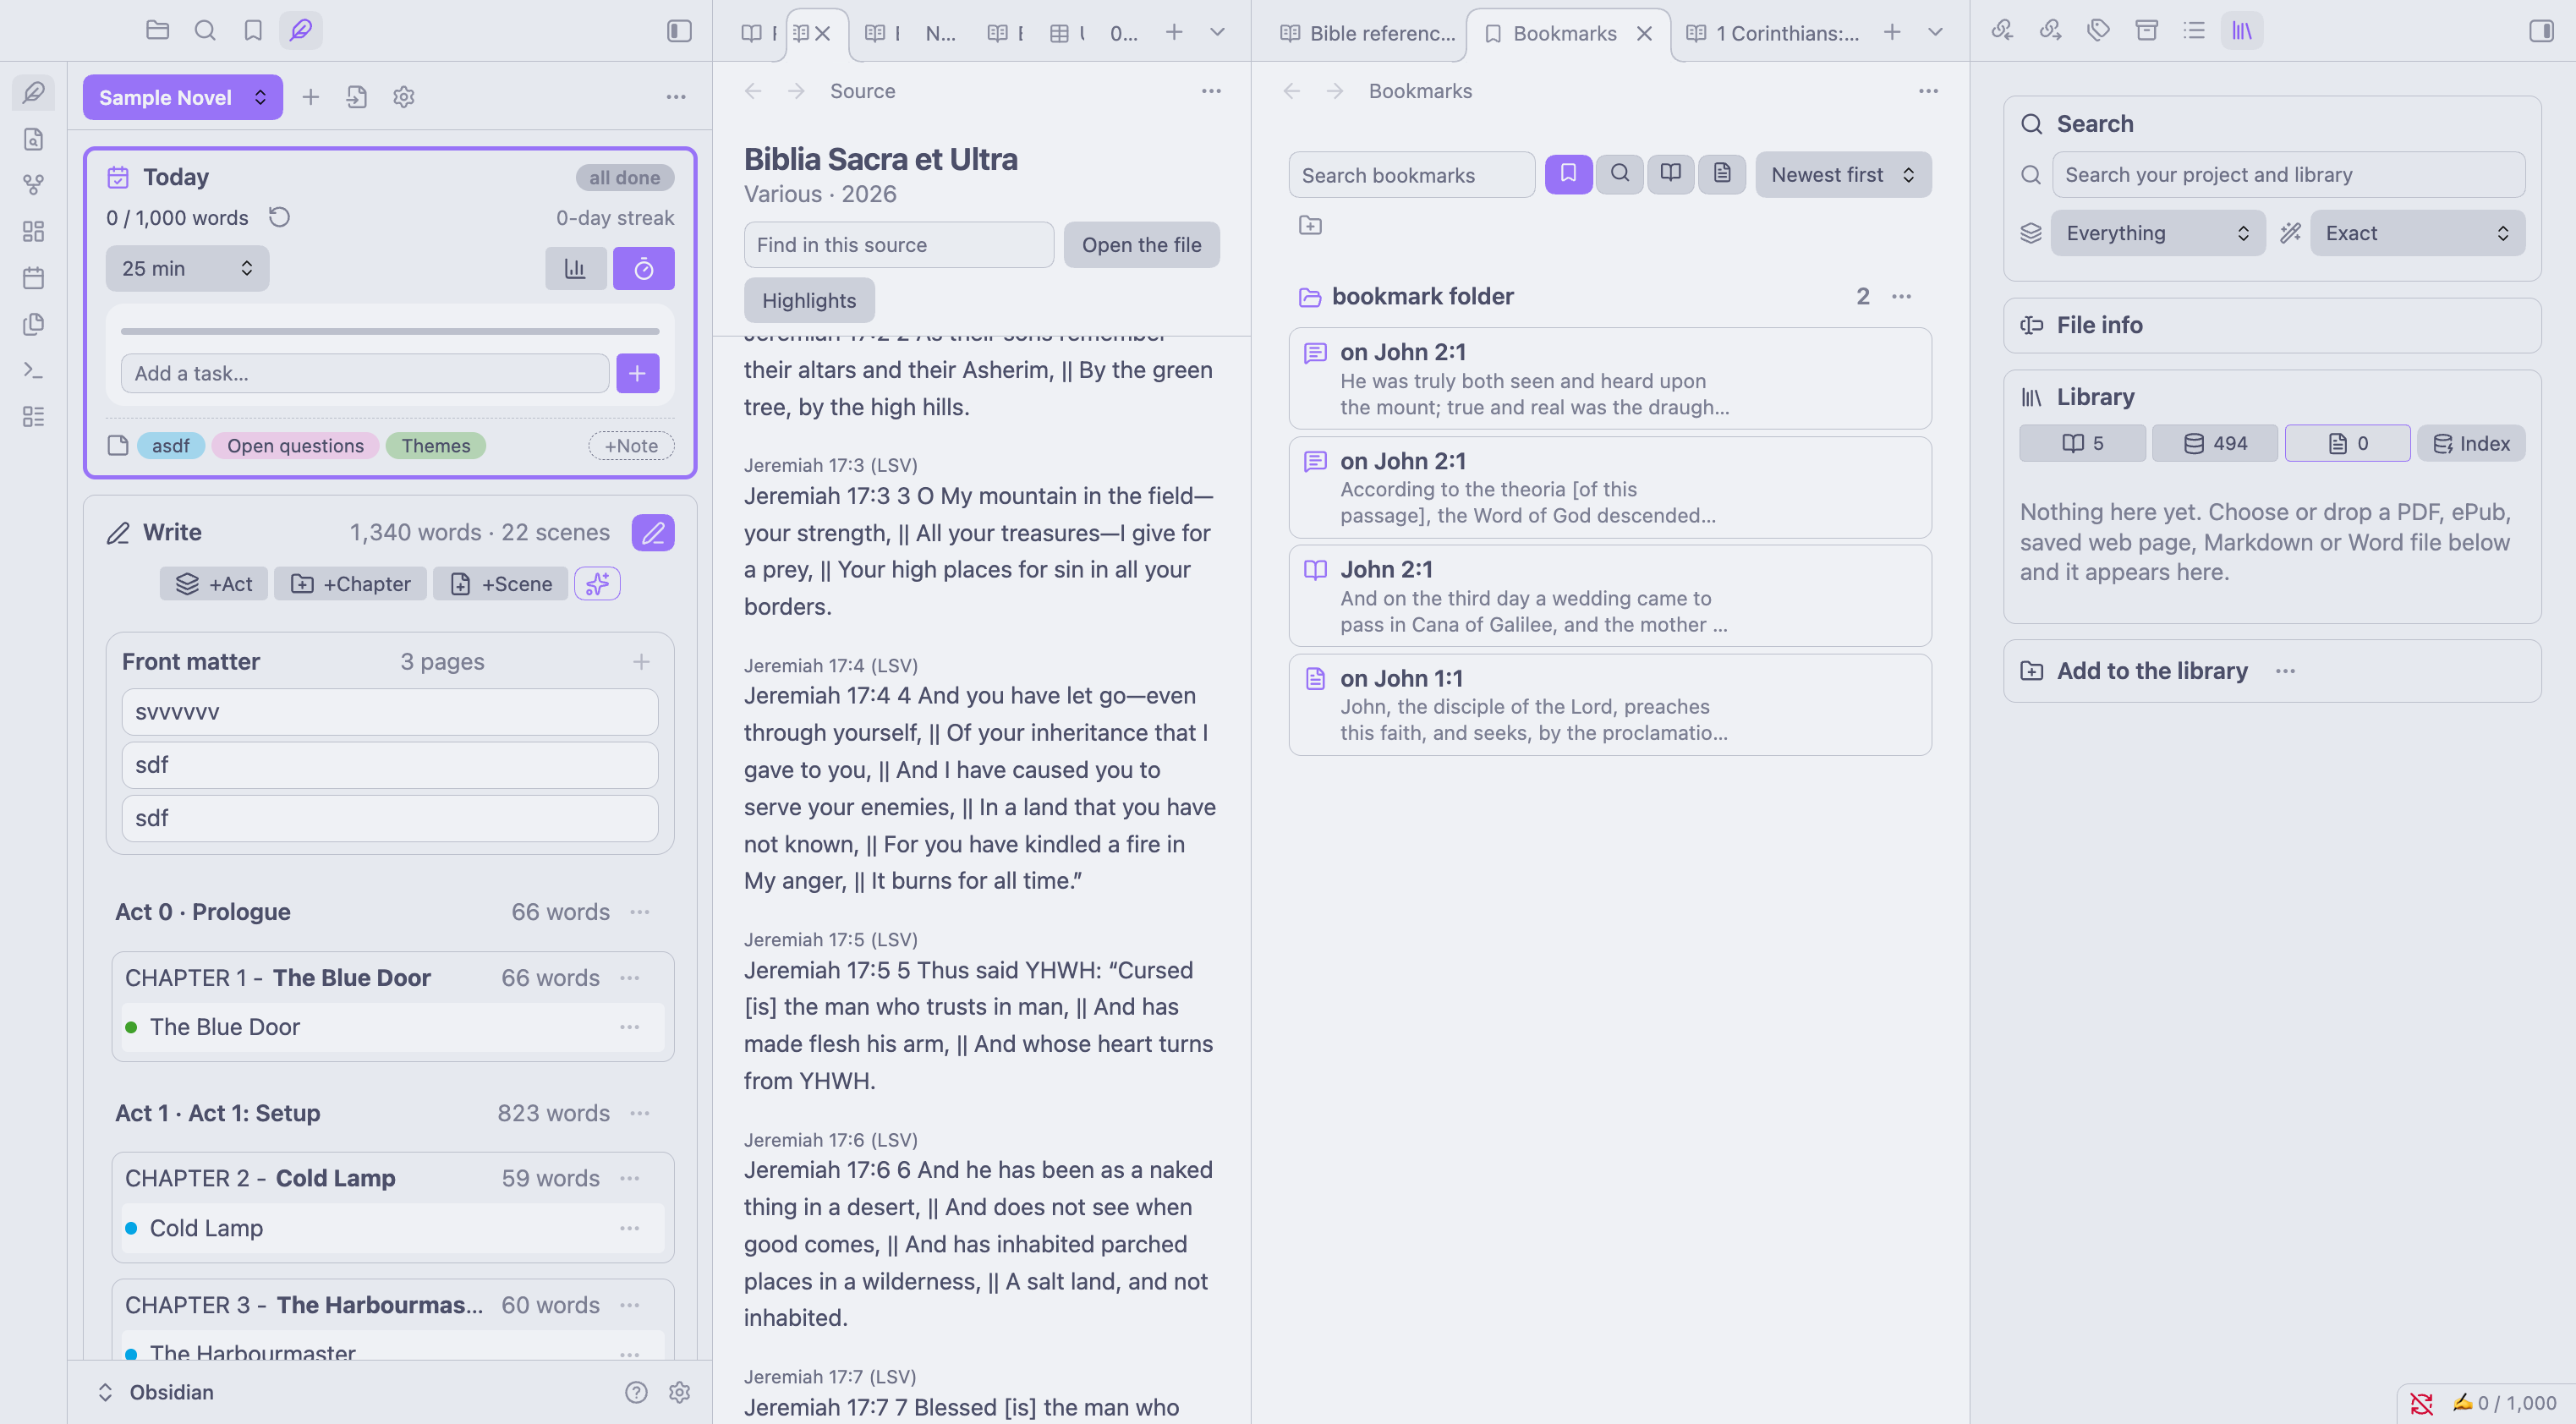 Sample Novel
Today
all done
0 / 1,000 words
0-day streak
25 min
Add a task...
asdf
Open questions
Themes
+Note
Write
1,340 words · 22 scenes
+Act
+Chapter
+Scene
Front matter
3 pages
svvvvvv
sdf
sdf
Act 0 · Prologue
66 words
CHAPTER 1 - The Blue Door
66 words
The Blue Door
Act 1 · Act 1: Setup
823 words
CHAPTER 2 - Cold Lamp
59 words
Cold Lamp
CHAPTER 3 - The Harbourmas...
60 words
The Harbourmaster
Obsidian
N...
0...
Source
Biblia Sacra et Ultra
Various · 2026
Find in this source
Open the file
Highlights
Jeremiah 17:2 2 As their sons remember
their altars and their Asherim, || By the green
tree, by the high hills.
Jeremiah 17:3 (LSV)
Jeremiah 17:3 3 O My mountain in the field—
your strength, || All your treasures—I give for
a prey, || Your high places for sin in all your
borders.
Jeremiah 17:4 (LSV)
Jeremiah 17:4 4 And you have let go—even
through yourself, || Of your inheritance that I
gave to you, || And I have caused you to
serve your enemies, || In a land that you have
not known, || For you have kindled a fire in
My anger, || It burns for all time.”
Jeremiah 17:5 (LSV)
Jeremiah 17:5 5 Thus said YHWH: “Cursed
[is] the man who trusts in man, || And has
made flesh his arm, || And whose heart turns
from YHWH.
Jeremiah 17:6 (LSV)
Jeremiah 17:6 6 And he has been as a naked
thing in a desert, || And does not see when
good comes, || And has inhabited parched
places in a wilderness, || A salt land, and not
inhabited.
Jeremiah 17:7 (LSV)
Jeremiah 17:7 7 Blessed [is] the man who
Bible referenc...
Bookmarks
1 Corinthians:...
Bookmarks
Search bookmarks
Newest first
bookmark folder
2
on John 2:1
He was truly both seen and heard upon
the mount; true and real was the draugh...
on John 2:1
According to the theoria [of this
passage], the Word of God descended...
John 2:1
And on the third day a wedding came to
pass in Cana of Galilee, and the mother ...
on John 1:1
John, the disciple of the Lord, preaches
this faith, and seeks, by the proclamatio...
Search
Search your project and library
Everything
Exact
File info
Library
5
494
0
Index
Nothing here yet. Choose or drop a PDF, ePub,
saved web page, Markdown or Word file below
and it appears here.
Add to the library
0 / 1,000